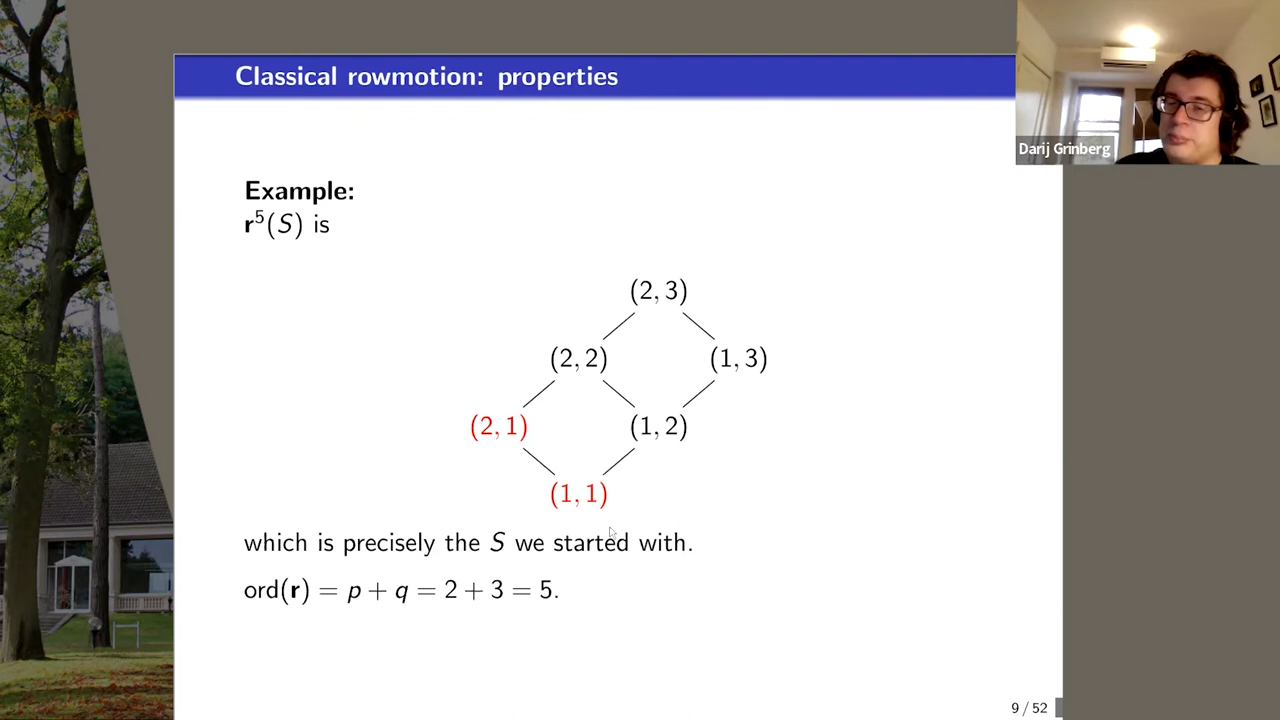 Classical rowmotion: properties
Darij Grinberg
Example:
r⁵(S) is
(2, 3)
(2, 2) (1, 3)
(2, 1) (1, 2)
(1, 1)
which is precisely the S we started with.
ord(r) = p + q = 2 + 3 = 5.
9 / 52